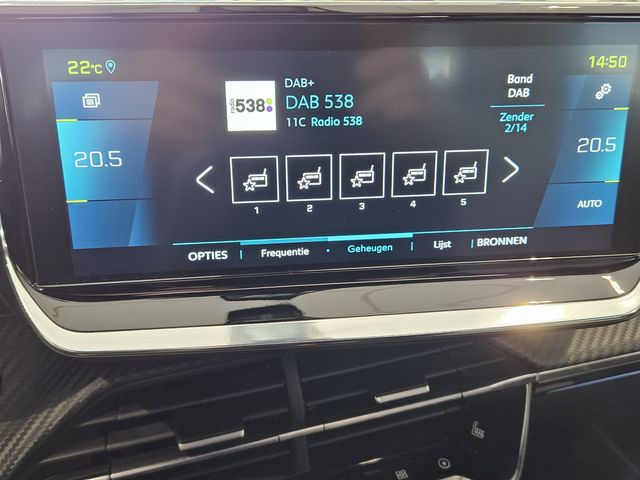 22°C
14:50
DAB+
radio
538
DAB 538
11C Radio 538
Band
DAB
Zender
2/14
20.5
20.5
AUTO
1
2
3
4
5
OPTIES
Frequentie
Geheugen
Lijst
BRONNEN